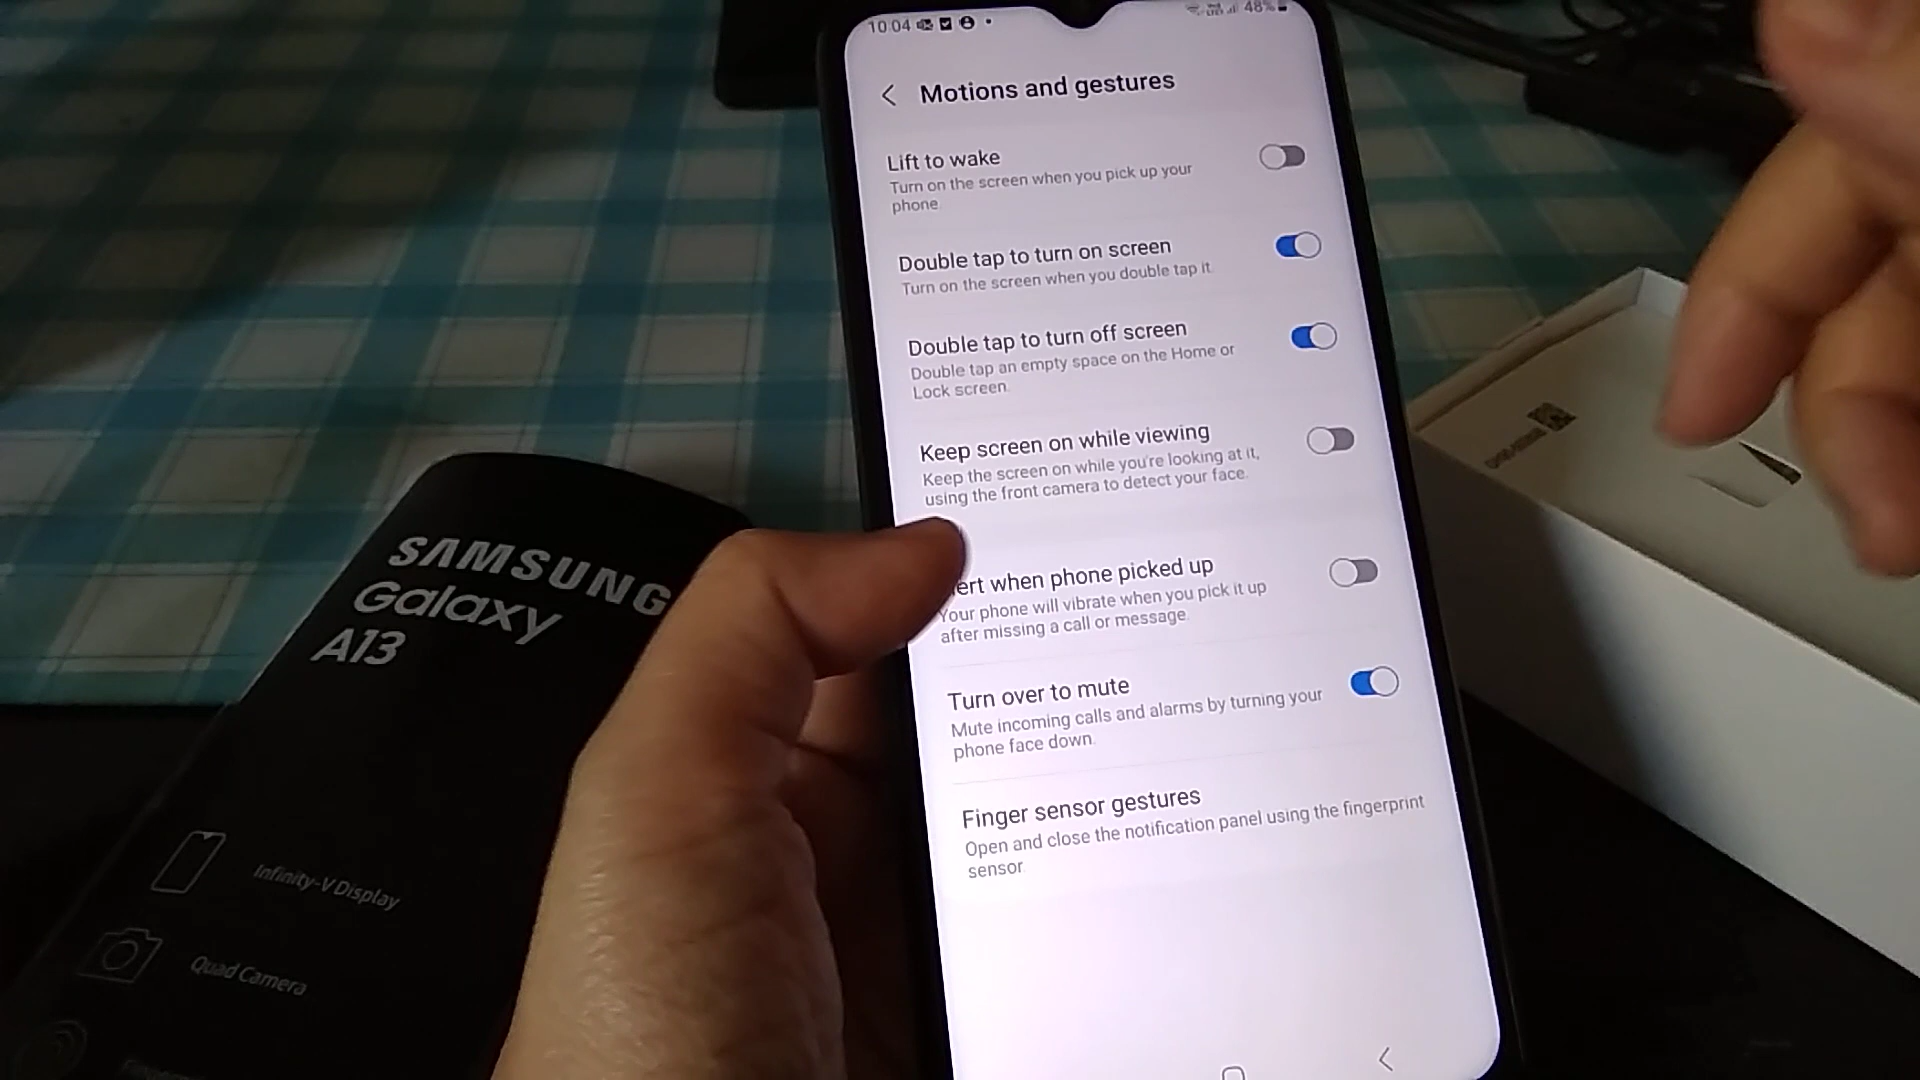 10:04
48%
Motions and gestures
Lift to wake
Turn on the screen when you pick up your
phone.
Double tap to turn on screen
Turn on the screen when you double tap it.
Double tap to turn off screen
Double tap an empty space on the Home or
Lock screen.
Keep screen on while viewing
Keep the screen on while you're looking at it,
using the front camera to detect your face.
ert when phone picked up
Your phone will vibrate when you pick it up
after missing a call or message.
Turn over to mute
Mute incoming calls and alarms by turning your
phone face down.
Finger sensor gestures
Open and close the notification panel using the fingerprint
sensor.
SAMSUNG
Galaxy
A13
Infinity-V Display
Quad Camera